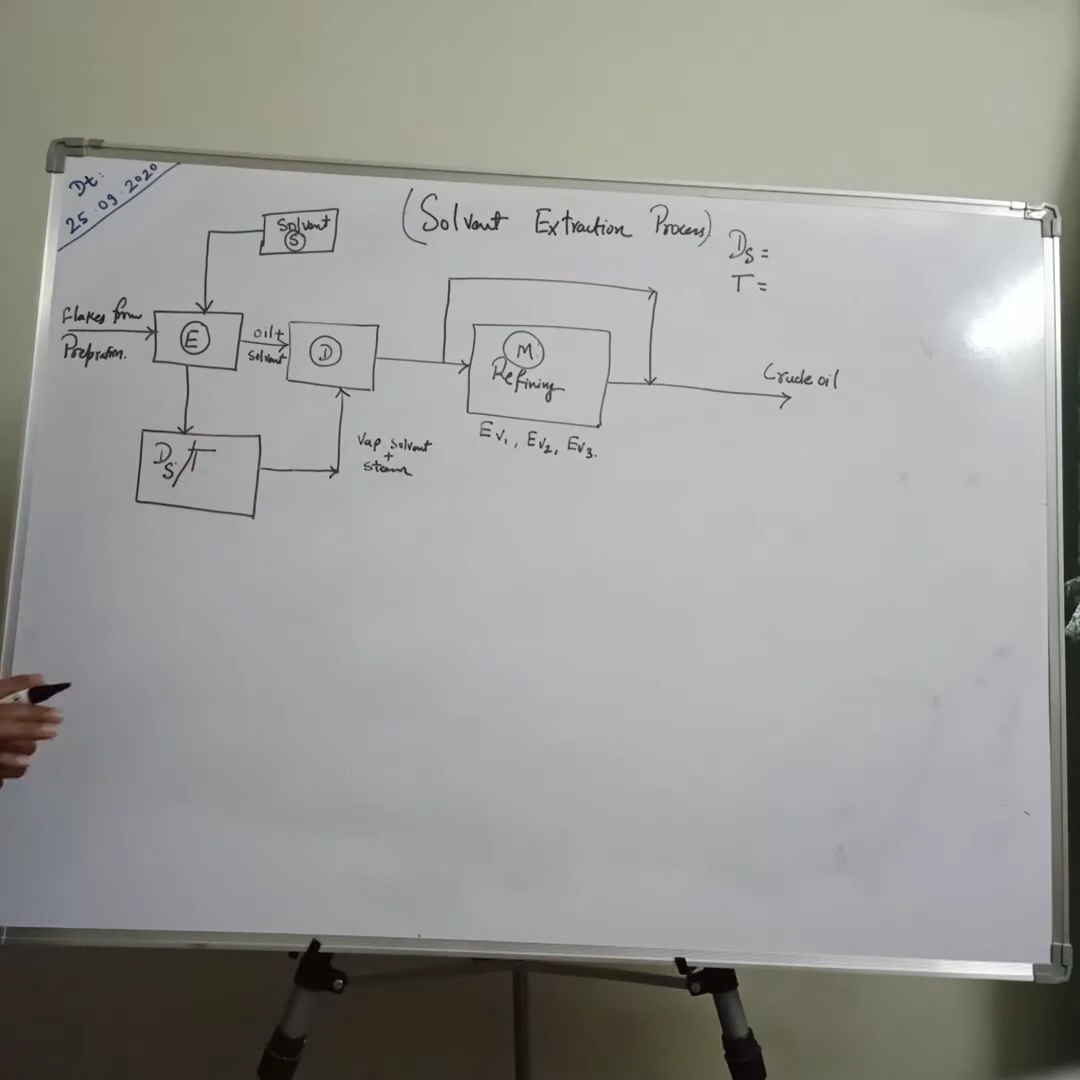 Dt:
25.09.2020
(Solvent Extraction Process)
Solvent
S
Ds =
T =
Flakes from
E
oil +
solvent
D
M
Refining
Crude oil
Ev1, Ev2, Ev3.
Ds/T
Vap. solvent
+
steam